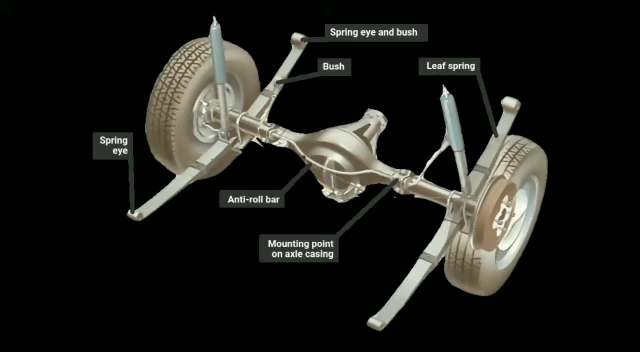 Spring eye and bush
Bush
Leaf spring
Spring
eye
Anti-roll bar
Mounting point
on axle casing